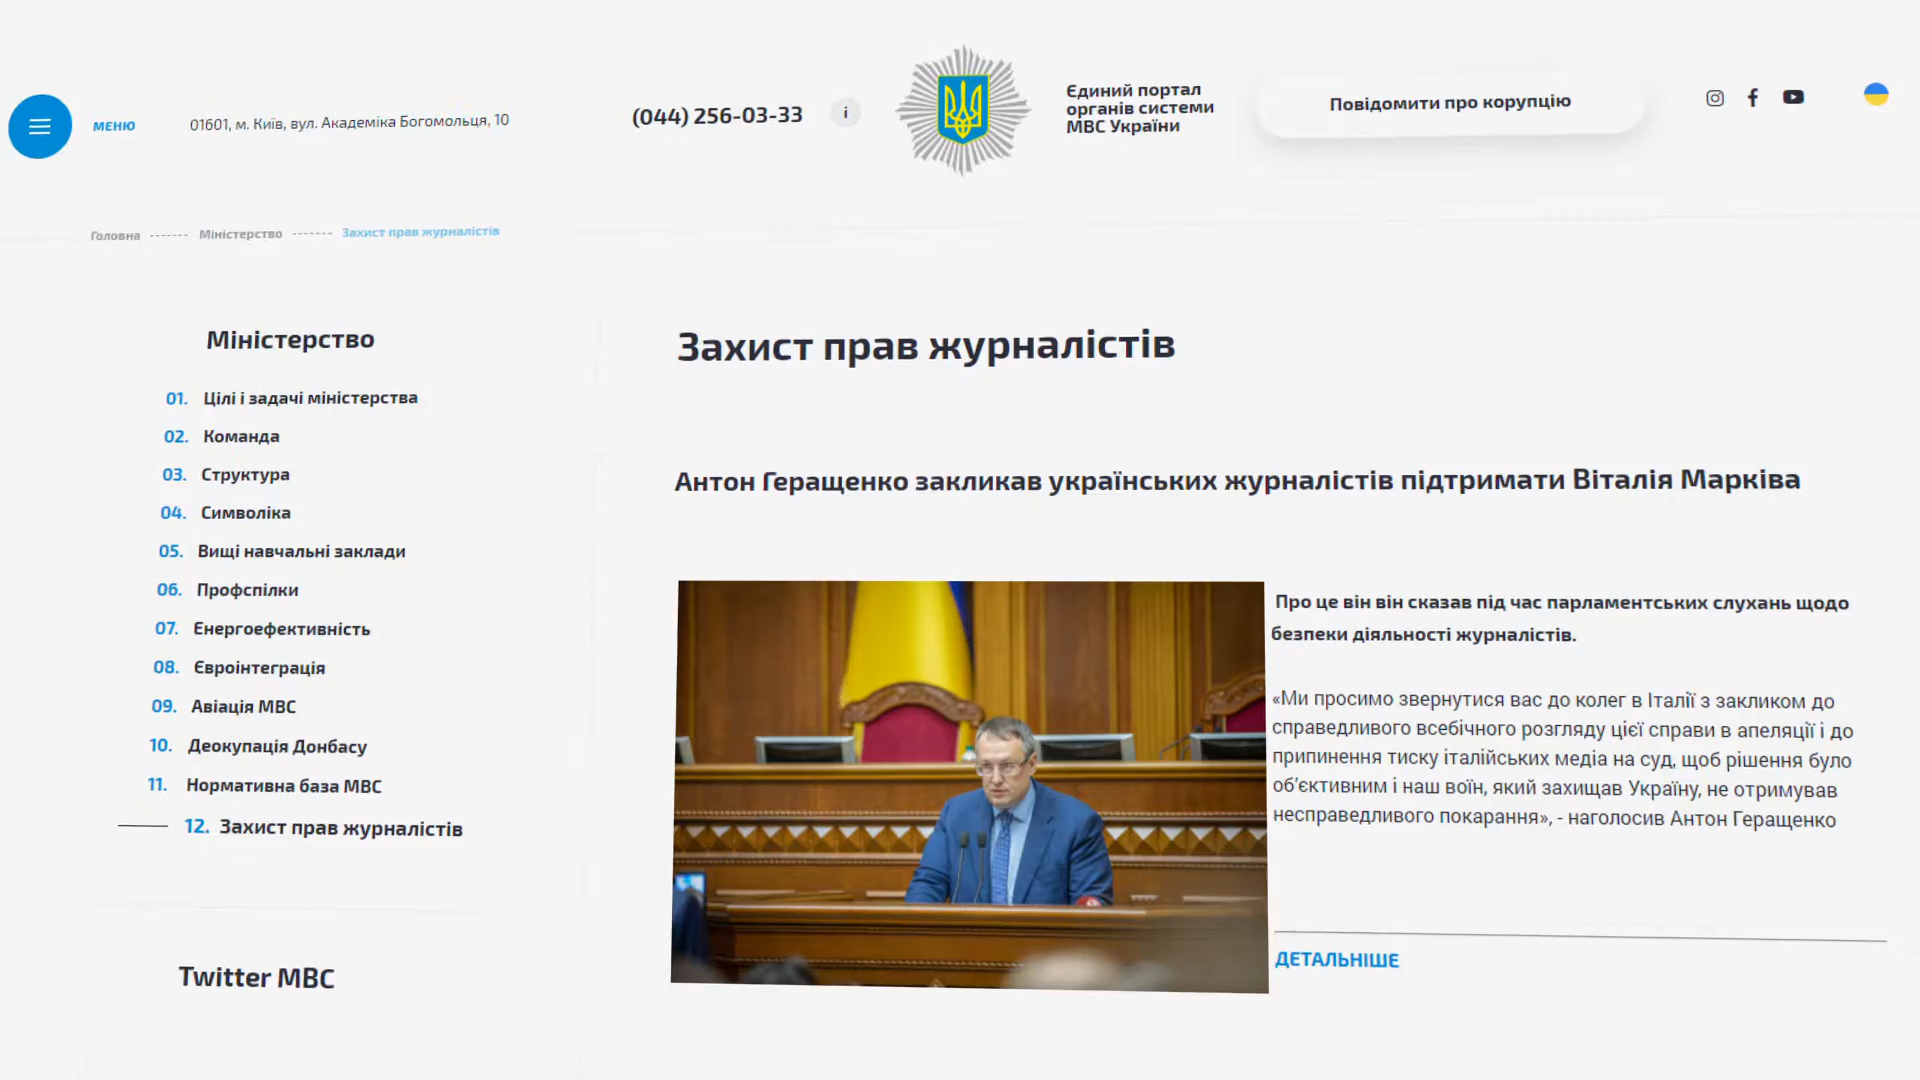 МЕНЮ
01601, м. Київ, вул. Академіка Богомольця, 10
(044) 256-03-33
i
Єдиний портал
органів системи
МВС України
Повідомити про корупцію
Головна ------- Міністерство ------- Захист прав журналістів
Міністерство
01. Цілі і задачі міністерства
02. Команда
03. Структура
04. Символіка
05. Вищі навчальні заклади
06. Профспілки
07. Енергоефективність
08. Євроінтеграція
09. Авіація МВС
10. Деокупація Донбасу
11. Нормативна база МВС
12. Захист прав журналістів
Twitter МВС
Захист прав журналістів
Антон Геращенко закликав українських журналістів підтримати Віталія Марківа
Про це він він сказав під час парламентських слухань щодо
безпеки діяльності журналістів.
«Ми просимо звернутися вас до колег в Італії з закликом до
справедливого всебічного розгляду цієї справи в апеляції і до
припинення тиску італійських медіа на суд, щоб рішення було
об’єктивним і наш воїн, який захищав Україну, не отримував
несправедливого покарання», - наголосив Антон Геращенко
ДЕТАЛЬНІШЕ